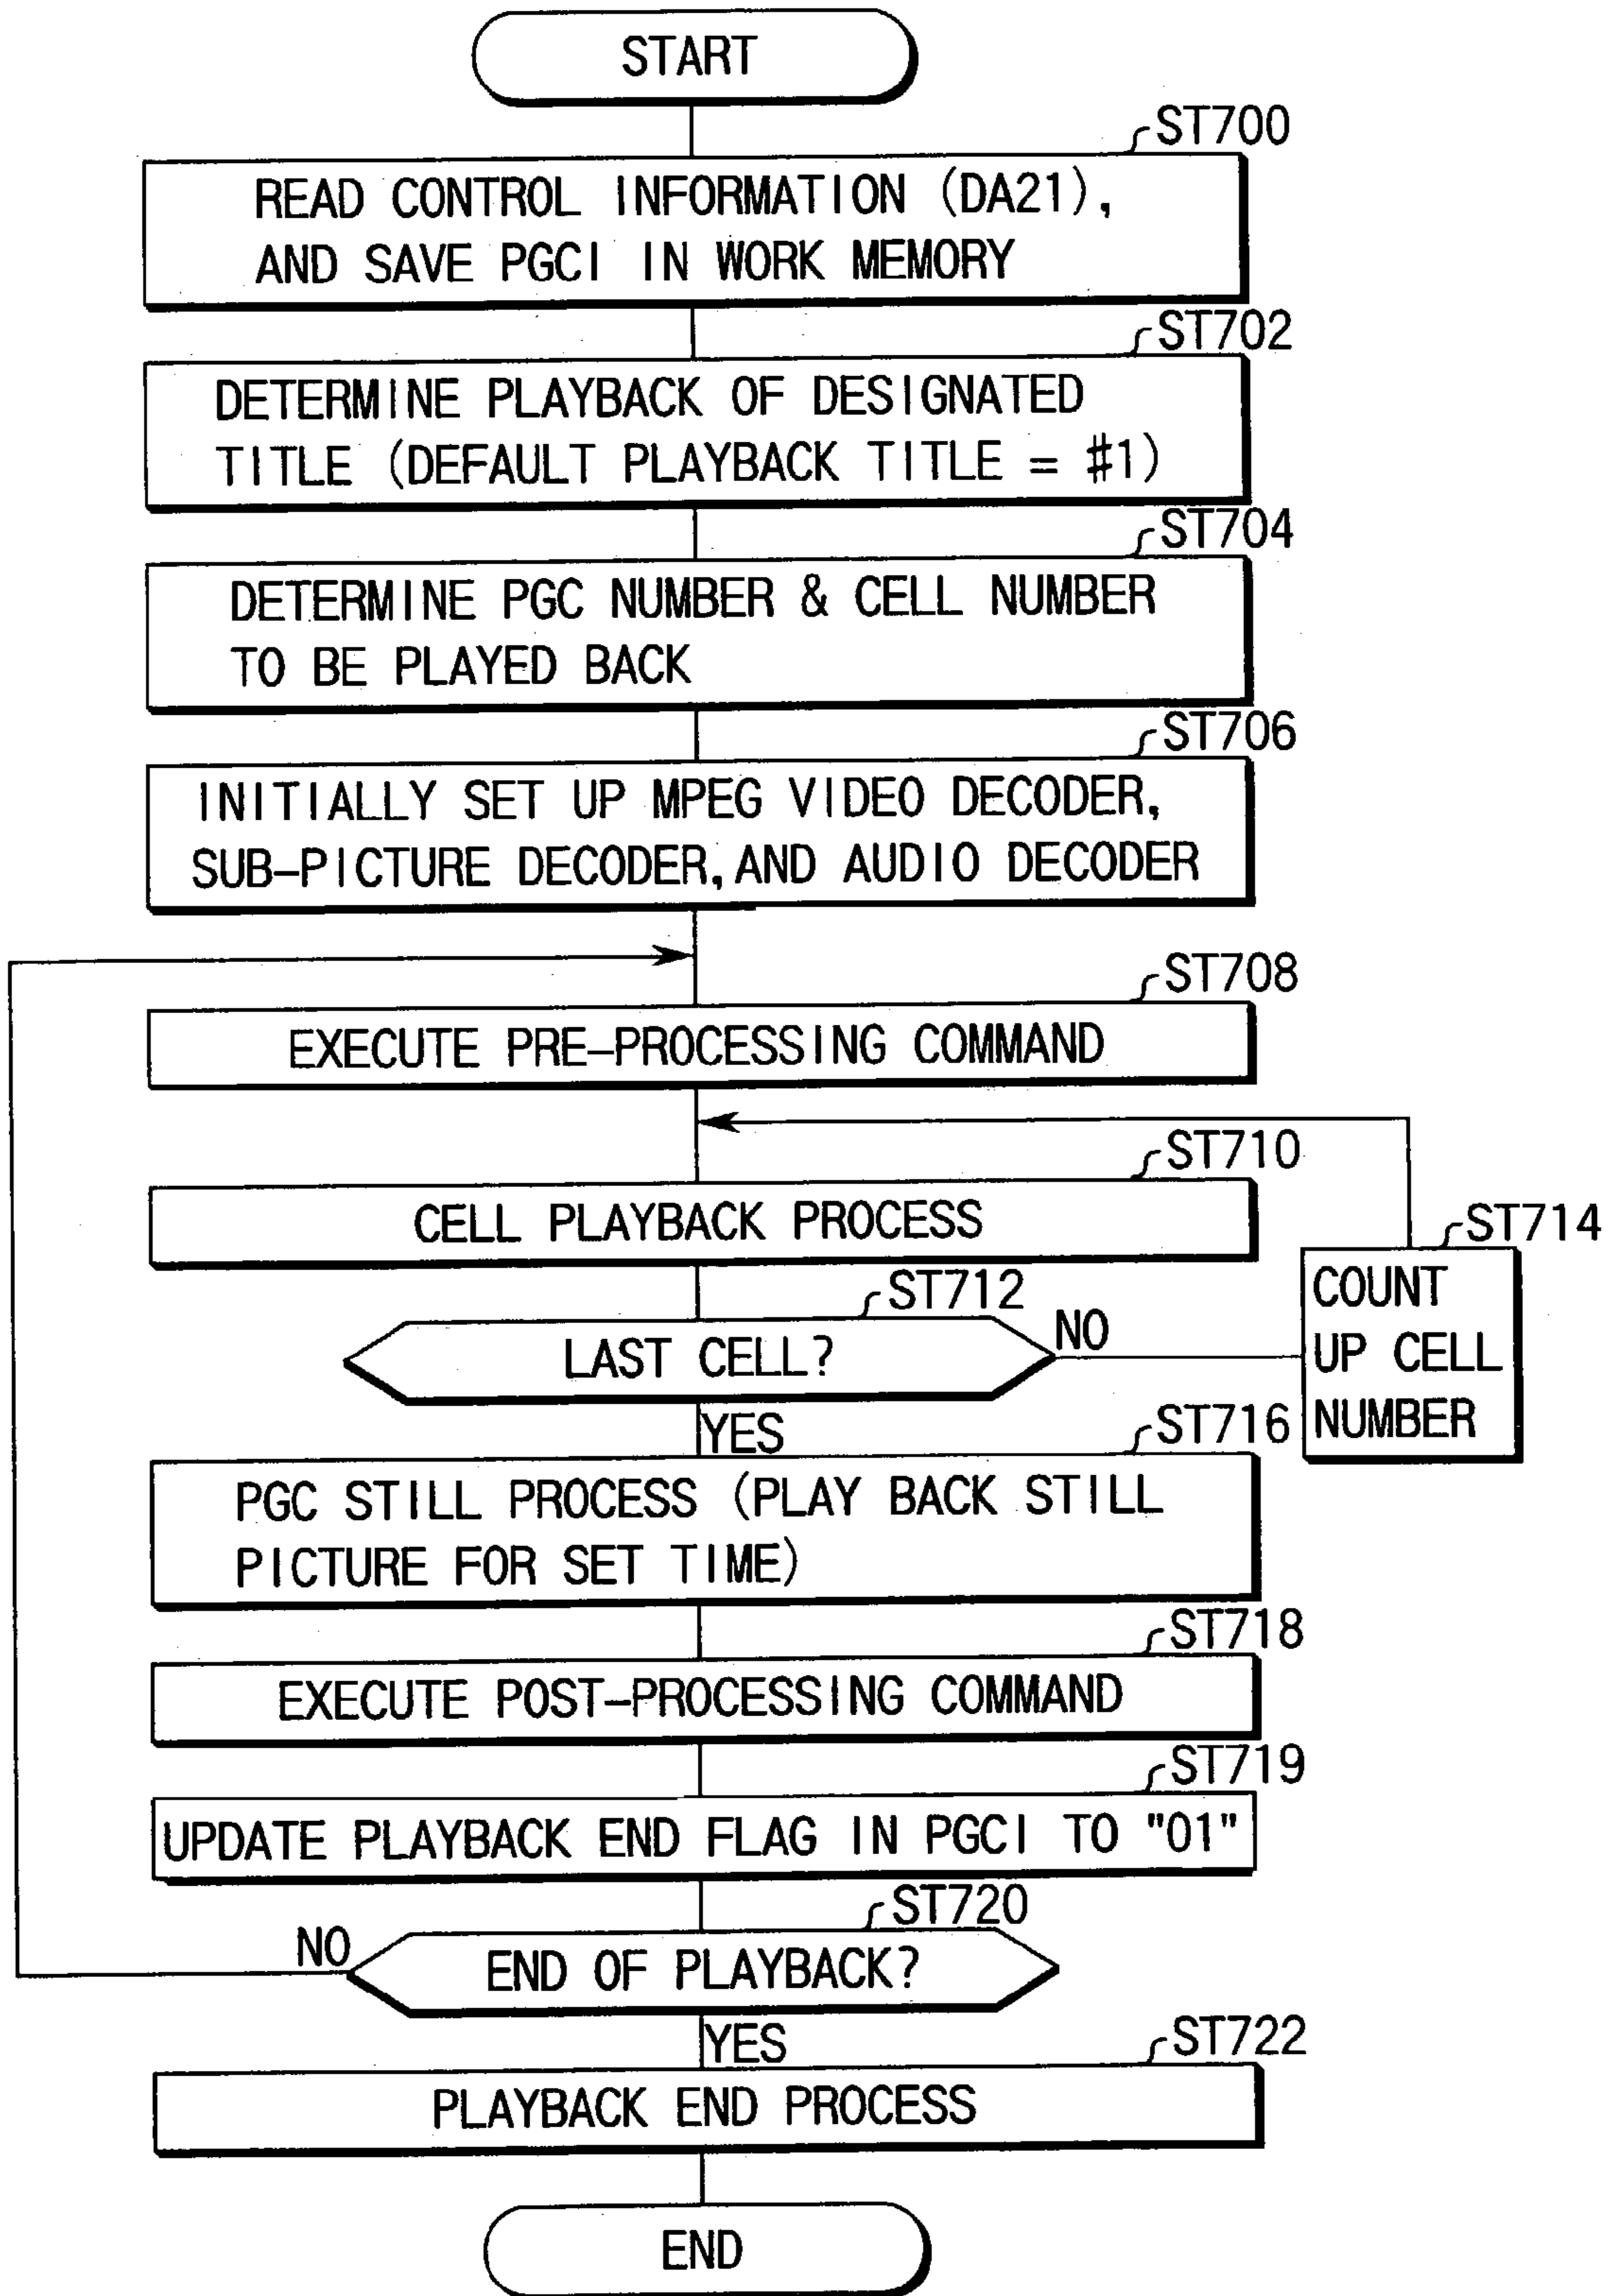 START
ST700
READ CONTROL INFORMATION (DA21),
AND SAVE PGCI IN WORK MEMORY
ST702
DETERMINE PLAYBACK OF DESIGNATED
TITLE (DEFAULT PLAYBACK TITLE = #1)
ST704
DETERMINE PGC NUMBER & CELL NUMBER
TO BE PLAYED BACK
ST706
INITIALLY SET UP MPEG VIDEO DECODER,
SUB-PICTURE DECODER, AND AUDIO DECODER
ST708
EXECUTE PRE-PROCESSING COMMAND
ST710
CELL PLAYBACK PROCESS
ST712
LAST CELL?
NO
ST714
COUNT
UP CELL
NUMBER
YES
ST716
PGC STILL PROCESS (PLAY BACK STILL
PICTURE FOR SET TIME)
ST718
EXECUTE POST-PROCESSING COMMAND
ST719
UPDATE PLAYBACK END FLAG IN PGCI TO "01"
ST720
NO
END OF PLAYBACK?
YES
ST722
PLAYBACK END PROCESS
END